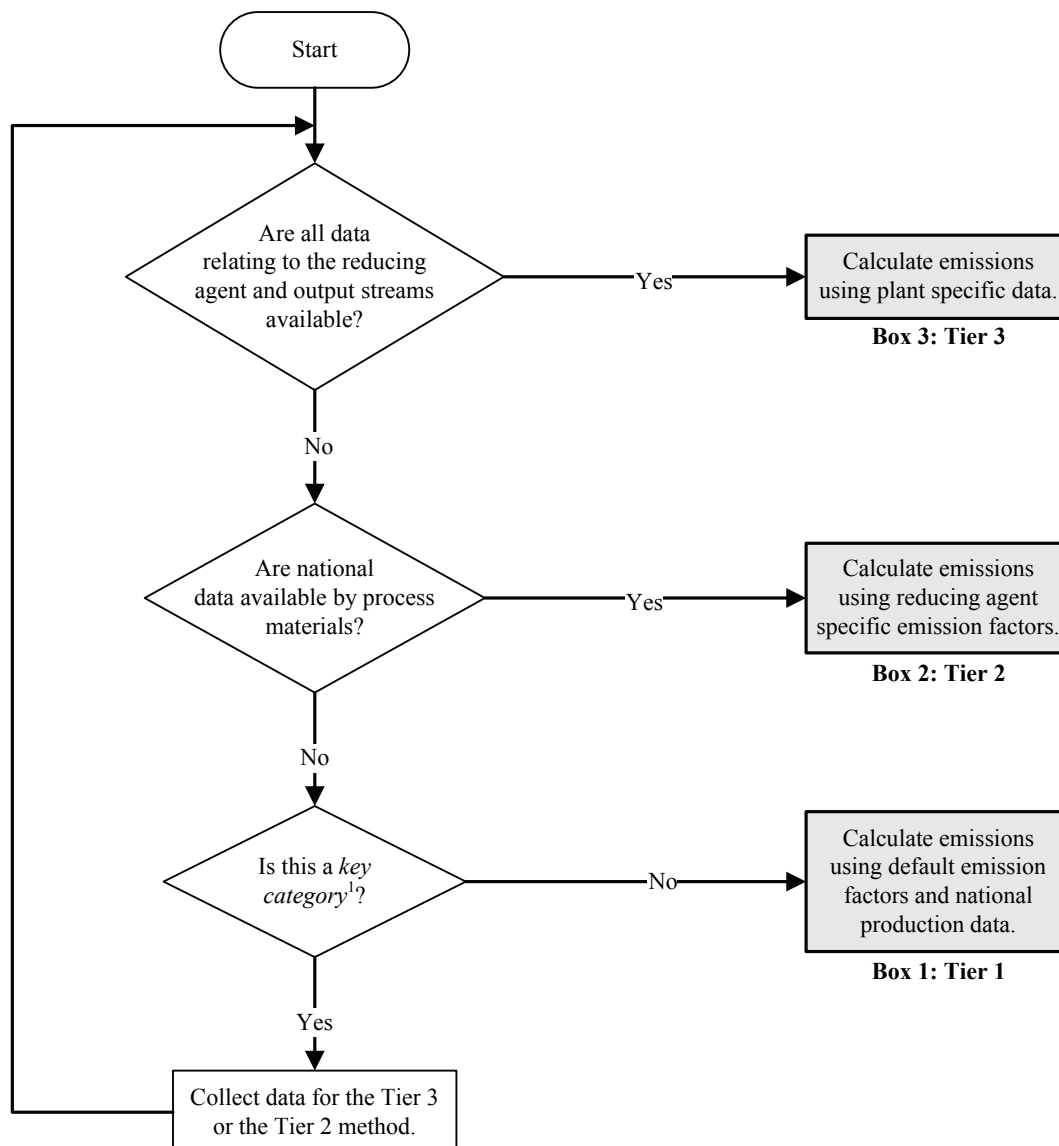 Start
Are all data
relating to the reducing
agent and output streams
available?
Yes
Calculate emissions
using plant specific data.
Box 3: Tier 3
No
Are national
data available by process
materials?
Yes
Calculate emissions
using reducing agent
specific emission factors.
Box 2: Tier 2
No
Is this a key
category¹?
No
Calculate emissions
using default emission
factors and national
production data.
Box 1: Tier 1
Yes
Collect data for the Tier 3
or the Tier 2 method.